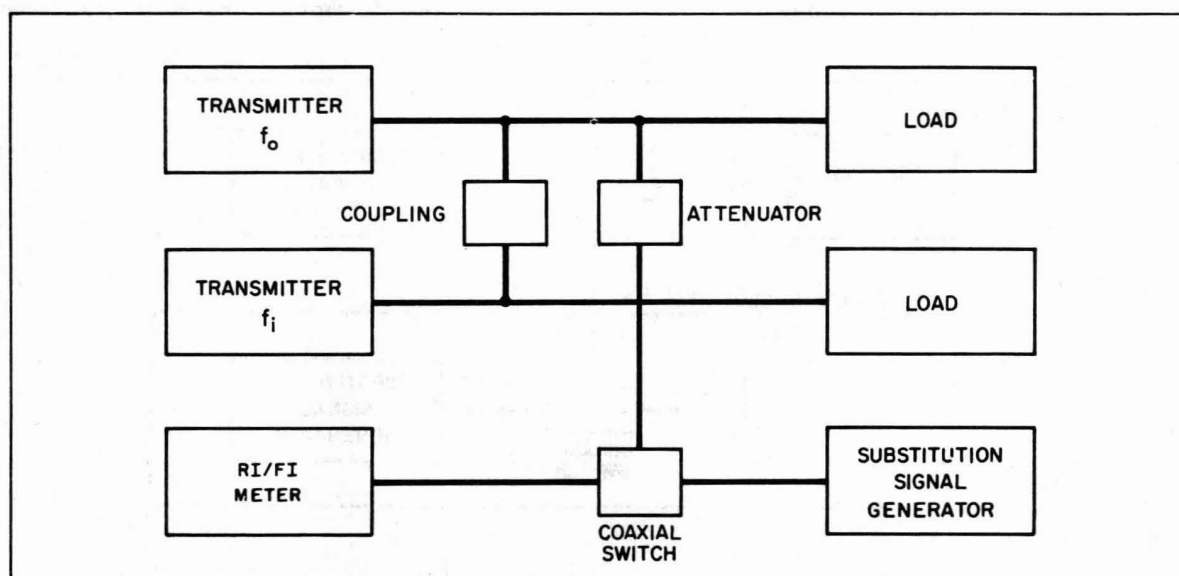 TRANSMITTER
fo
LOAD
COUPLING
ATTENUATOR
TRANSMITTER
fi
LOAD
RI/FI
METER
COAXIAL
SWITCH
SUBSTITUTION
SIGNAL
GENERATOR